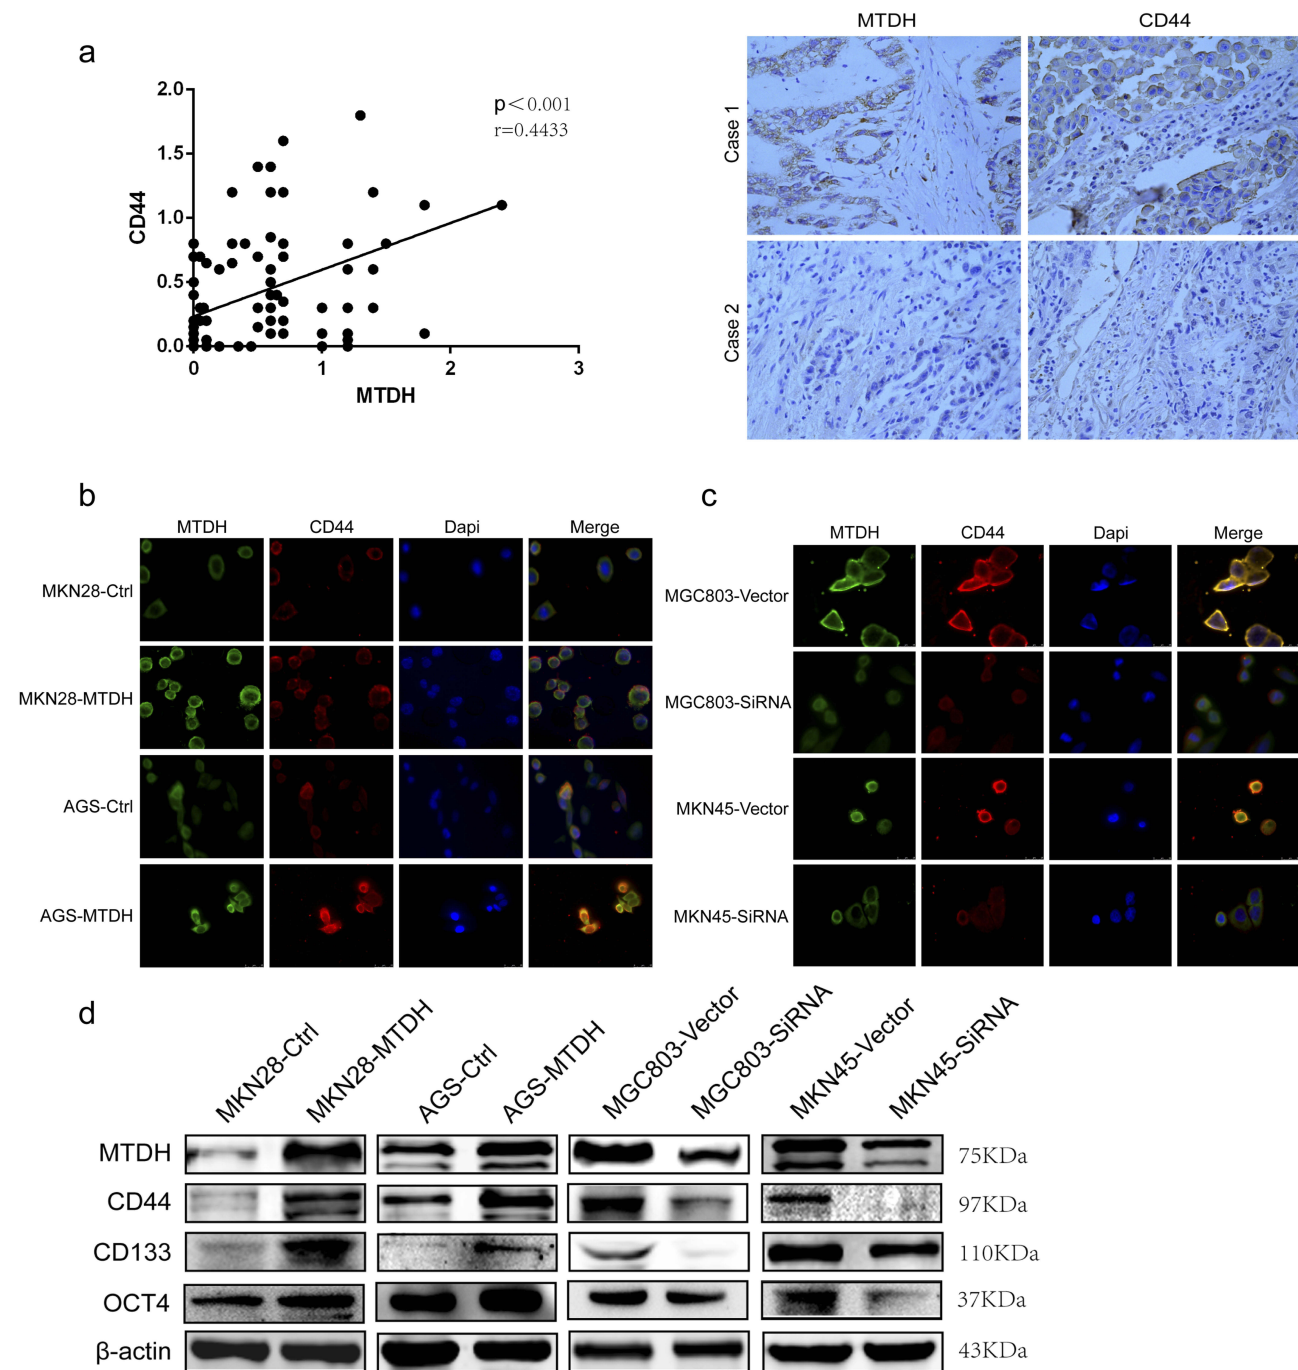 a
p<0.001
r=0.4433
2.0
1.5
1.0
0.5
0.0
CD44
0
1
2
3
MTDH
MTDH
CD44
Case 1
Case 2
b
MTDH
CD44
Dapi
Merge
MKN28-Ctrl
MKN28-MTDH
AGS-Ctrl
AGS-MTDH
c
MTDH
CD44
Dapi
Merge
MGC803-Vector
MGC803-SiRNA
MKN45-Vector
MKN45-SiRNA
d
MKN28-Ctrl
MKN28-MTDH
AGS-Ctrl
AGS-MTDH
MGC803-Vector
MGC803-SiRNA
MKN45-Vector
MKN45-SiRNA
MTDH
75KDa
CD44
97KDa
CD133
110KDa
OCT4
37KDa
β-actin
43KDa